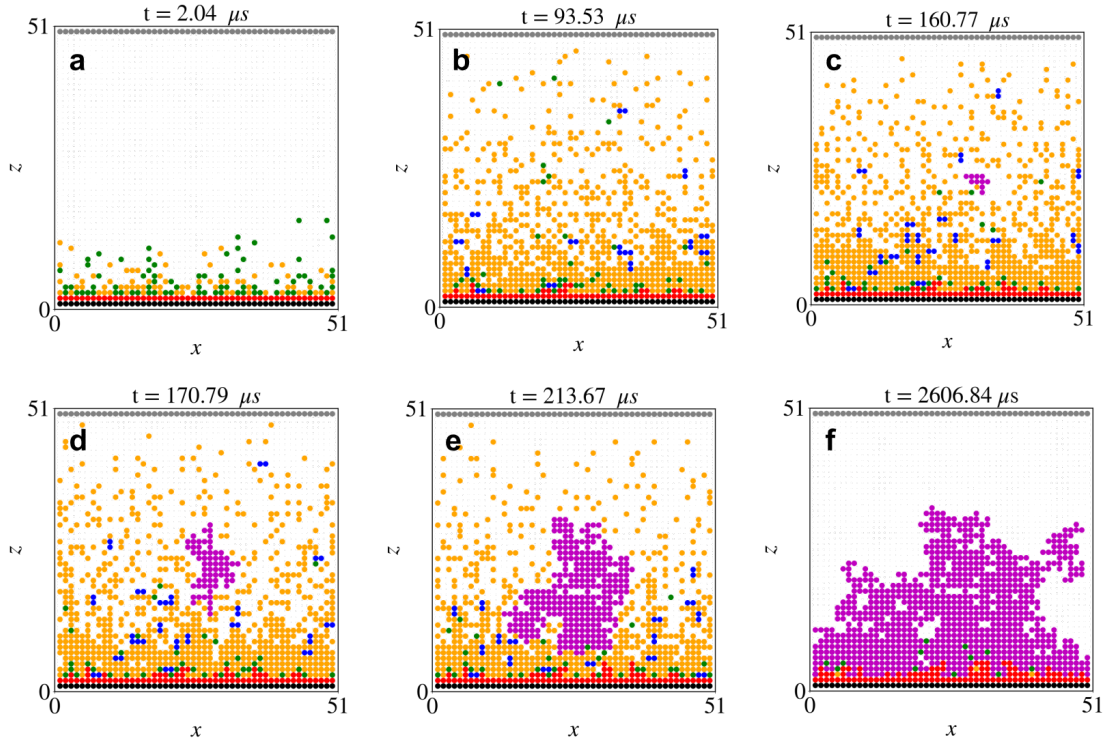 t = 2.04 μs
t = 93.53 μs
t = 160.77 μs
51
51
51
a
b
c
z
z
z
0
0
0
0
51
0
51
0
51
x
x
x
t = 170.79 μs
t = 213.67 μs
t = 2606.84 μs
51
51
51
d
e
f
z
z
z
0
0
0
0
51
0
51
0
51
x
x
x